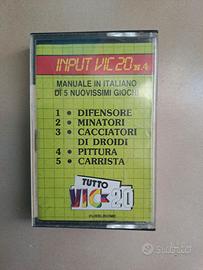 INPUT VIC 20 N.4
MANUALE IN ITALIANO
DI 5 NUOVISSIMI GIOCHI
1 • DIFENSORE
2 • MINATORI
3 • CACCIATORI
DI DROIDI
4 • PITTURA
5 • CARRISTA
TUTTO
VIC 20
subito